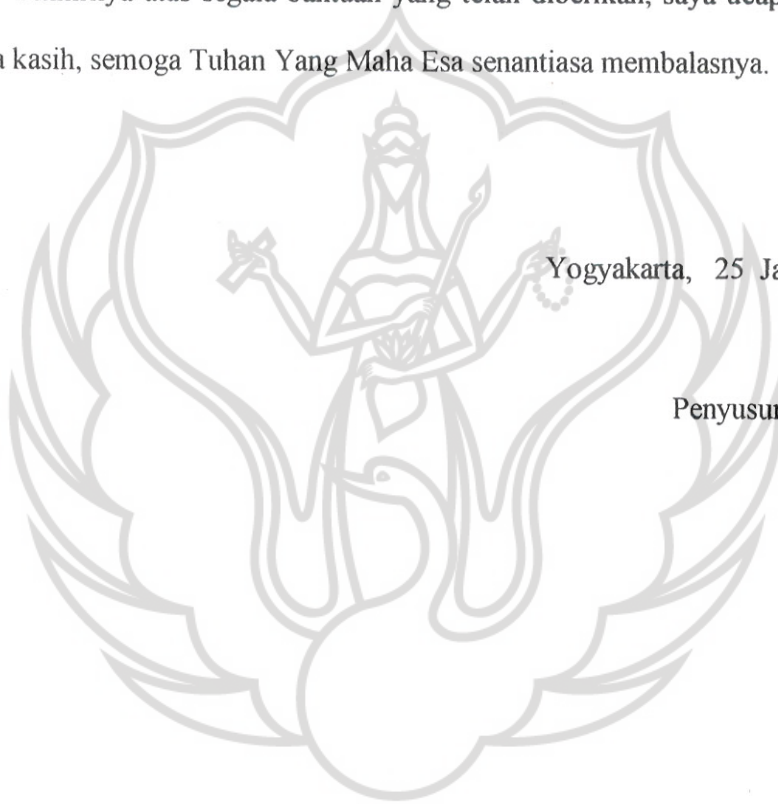 atas segala bantuan yang telah diberikan, saya ucap
a kasih, semoga Tuhan Yang Maha Esa senantiasa membalasnya.
Yogyakarta, 25 Ja
Penyusun